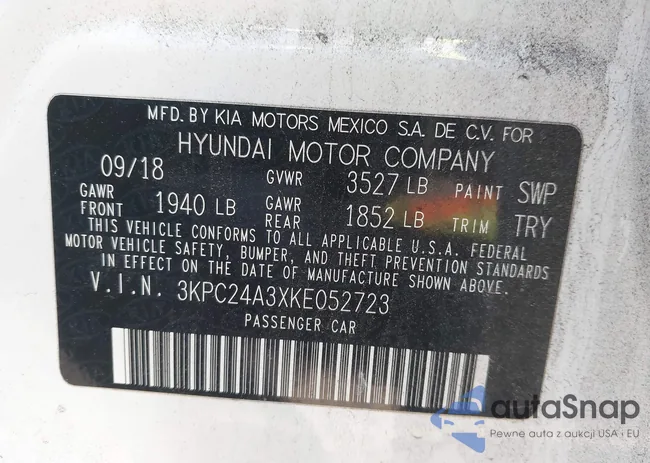 MFD. BY KIA MOTORS MEXICO S.A. DE C.V. FOR
HYUNDAI MOTOR COMPANY
09/18 GVWR 3527 LB PAINT SWP
GAWR FRONT 1940 LB GAWR REAR 1852 LB TRIM TRY
THIS VEHICLE CONFORMS TO ALL APPLICABLE U.S.A. FEDERAL
MOTOR VEHICLE SAFETY, BUMPER, AND THEFT PREVENTION STANDARDS
IN EFFECT ON THE DATE OF MANUFACTURE SHOWN ABOVE.
V.I.N. 3KPC24A3XKE052723
PASSENGER CAR
autaSnap
Pewne auta z aukcji USA i EU